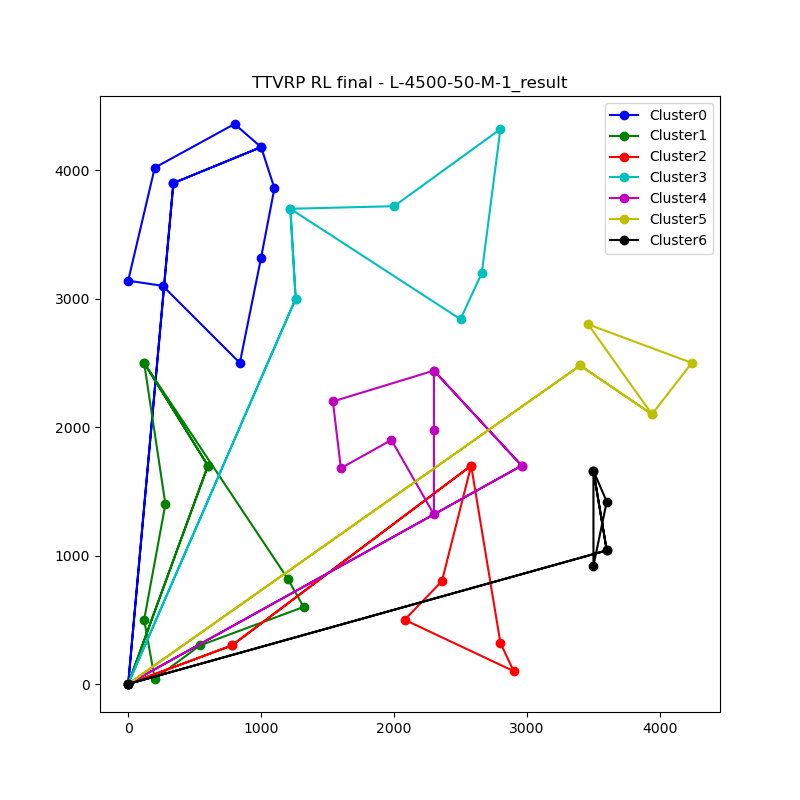 TTVRP RL final - L-4500-50-M-1_result
Cluster0
Cluster1
Cluster2
Cluster3
Cluster4
Cluster5
Cluster6
4000
3000
2000
1000
0
0 1000 2000 3000 4000